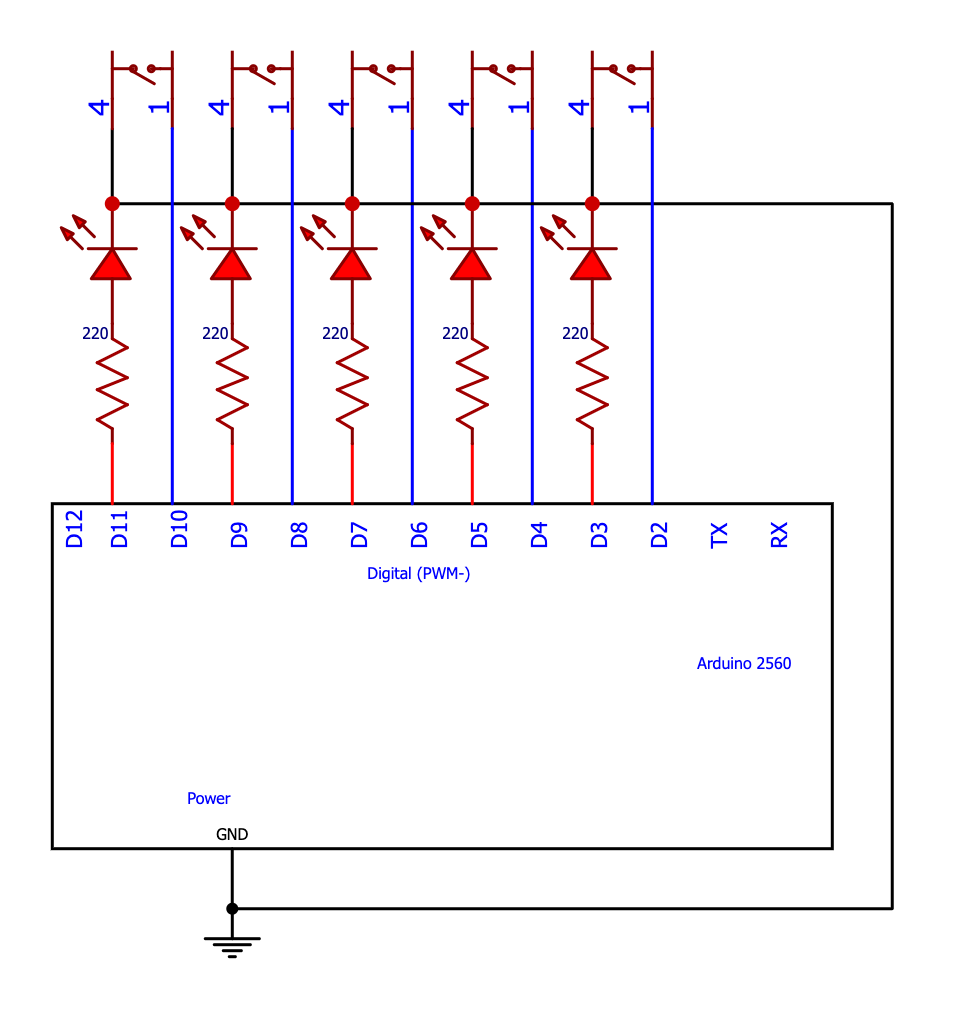 4 1 4 1 4 1 4 1 4 1
220 220 220 220 220
D12 D11 D10 D9 D8 D7 D6 D5 D4 D3 D2 TX RX
Digital (PWM-)
Arduino 2560
Power
GND